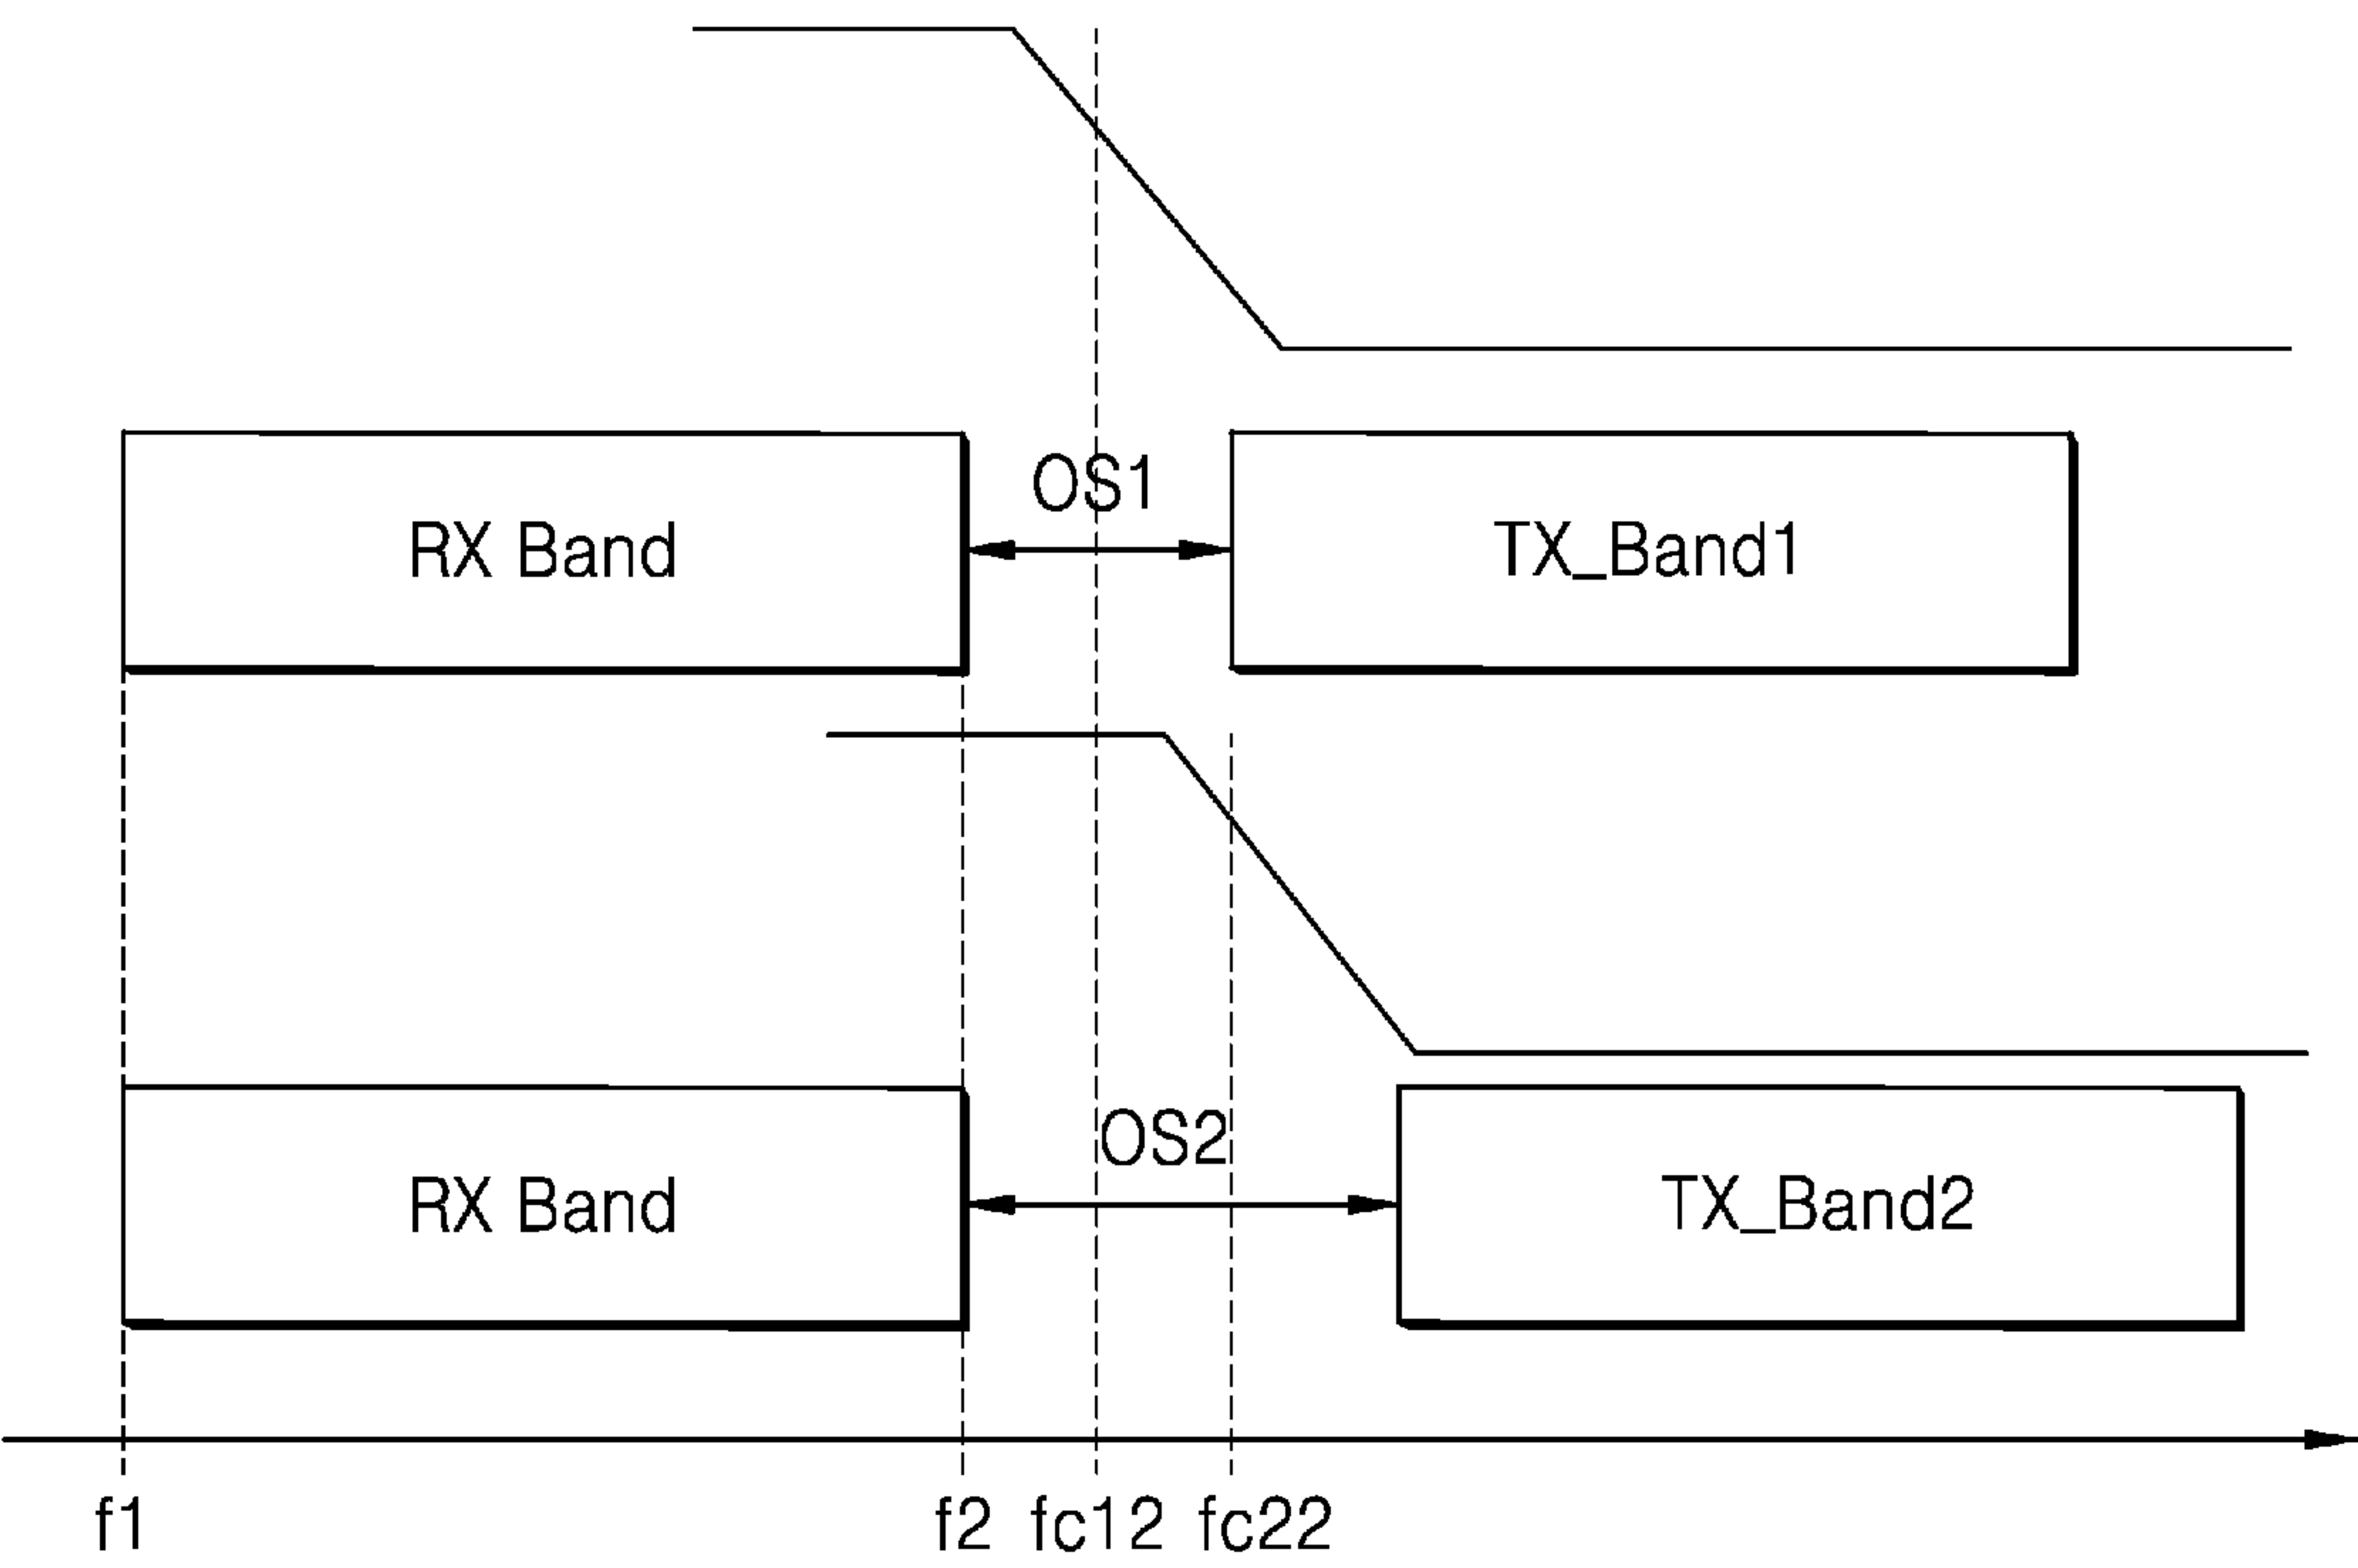 OS1
RX Band
TX_Band1
OS2
RX Band
TX_Band2
f1 f2 fc12 fc22